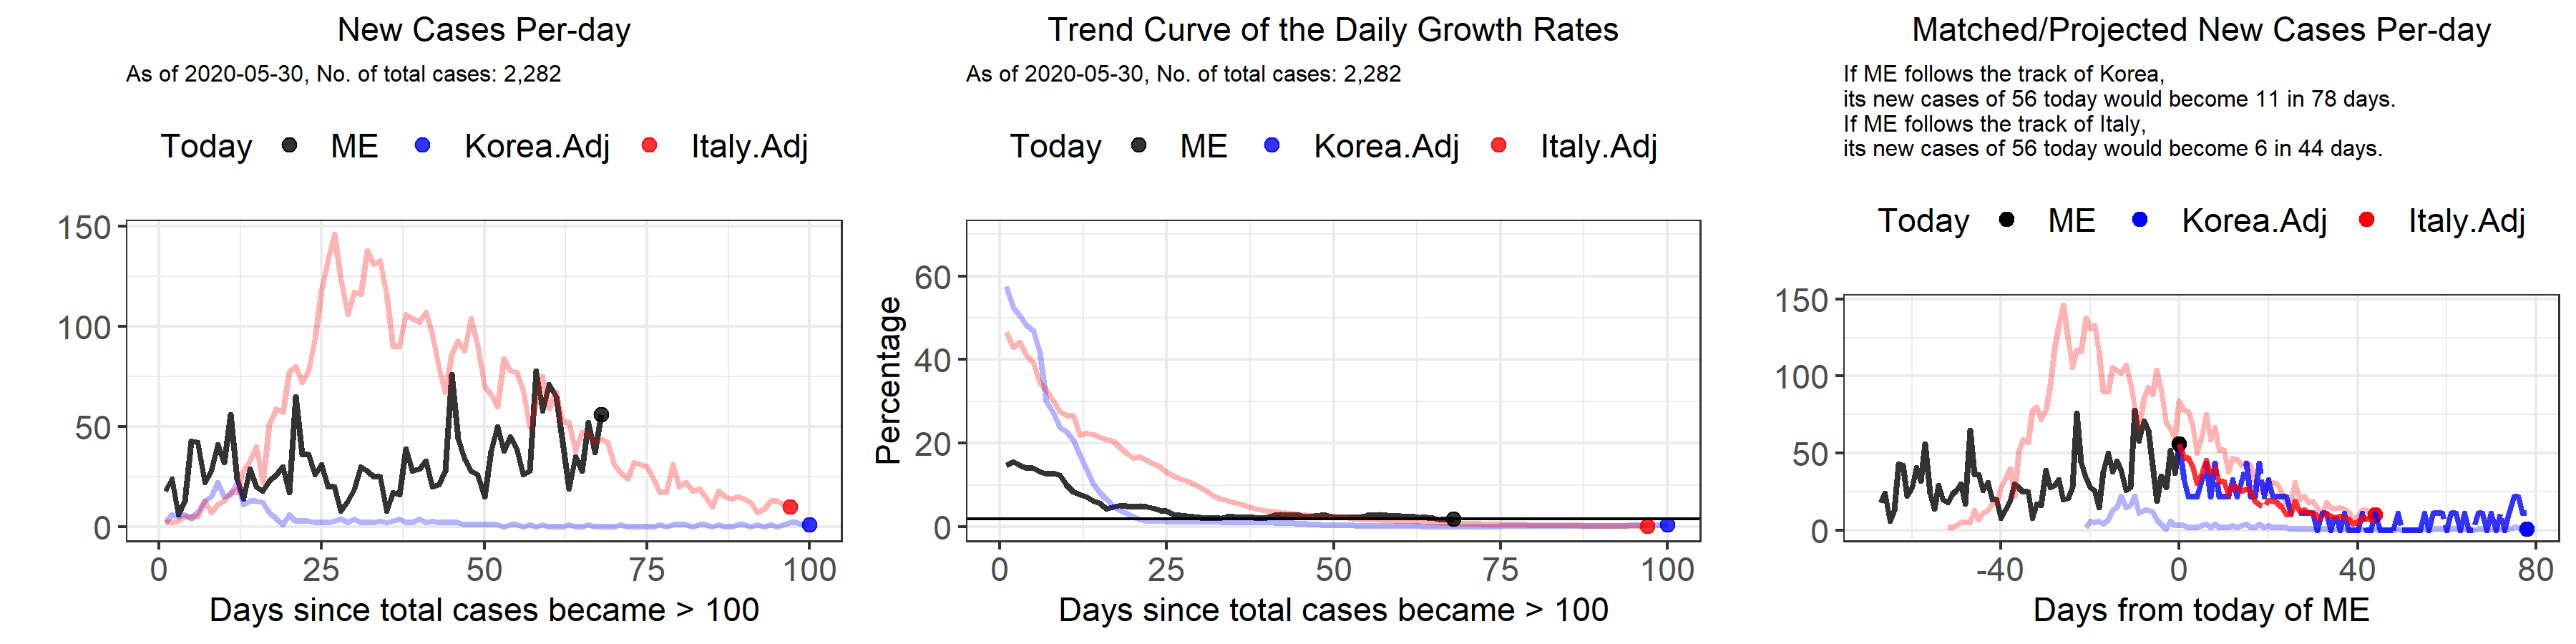 New Cases Per-day
As of 2020-05-30, No. of total cases: 2,282
Today ME Korea.Adj Italy.Adj
150
100
50
0
0 25 50 75 100
Days since total cases became > 100
Trend Curve of the Daily Growth Rates
As of 2020-05-30, No. of total cases: 2,282
Today ME Korea.Adj Italy.Adj
Percentage
60
40
20
0
0 25 50 75 100
Days since total cases became > 100
Matched/Projected New Cases Per-day
If ME follows the track of Korea,
its new cases of 56 today would become 11 in 78 days.
If ME follows the track of Italy,
its new cases of 56 today would become 6 in 44 days.
Today ME Korea.Adj Italy.Adj
150
100
50
0
-40 0 40 80
Days from today of ME